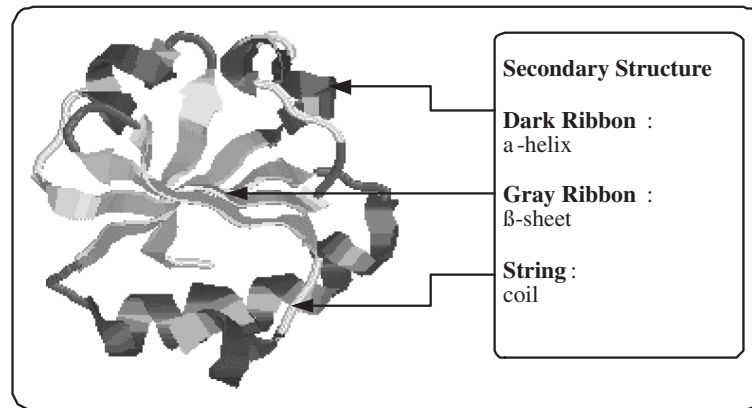 Secondary Structure
Dark Ribbon :
a-helix
Gray Ribbon :
ß-sheet
String :
coil